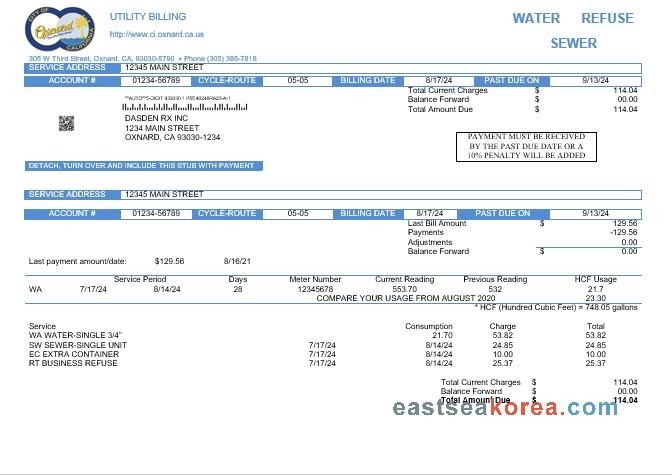 CITY OF
Oxnard
CALIFORNIA
UTILITY BILLING
http://www.ci.oxnard.ca.us
WATER REFUSE
SEWER
305 W Third Street, Oxnard, CA, 93030-5790 • Phone (305) 385-7816
SERVICE ADDRESS 12345 MAIN STREET
ACCOUNT # 01234-56789 CYCLE-ROUTE 05-05 BILLING DATE 8/17/24 PAST DUE ON 9/13/24
Total Current Charges $ 114.04
Balance Forward $ 00.00
Total Amount Due $ 114.04
DASDEN RX INC
1234 MAIN STREET
OXNARD, CA 93030-1234
PAYMENT MUST BE RECEIVED
BY THE PAST DUE DATE OR A
10% PENALTY WILL BE ADDED
DETACH, TURN OVER AND INCLUDE THIS STUB WITH PAYMENT
SERVICE ADDRESS 12345 MAIN STREET
ACCOUNT # 01234-56789 CYCLE-ROUTE 05-05 BILLING DATE 8/17/24 PAST DUE ON 9/13/24
Last Bill Amount $ 129.56
Payments -129.56
Adjustments 0.00
Balance Forward $ 0.00
Last payment amount/date: $129.56 8/16/21
Service Period Days Meter Number Current Reading Previous Reading HCF Usage
WA 7/17/24 8/14/24 28 12345678 553.70 532 21.7
COMPARE YOUR USAGE FROM AUGUST 2020 23.30
* HCF (Hundred Cubic Feet) = 748.05 gallons
Service Consumption Charge Total
WA WATER-SINGLE 3/4" 21.70 53.82 53.82
SW SEWER-SINGLE UNIT 7/17/24 8/14/24 24.85 24.85
EC EXTRA CONTAINER 7/17/24 8/14/24 10.00 10.00
RT BUSINESS REFUSE 7/17/24 8/14/24 25.37 25.37
Total Current Charges $ 114.04
Balance Forward $ 00.00
Total Amount Due $ 114.04
eastseakorea.com